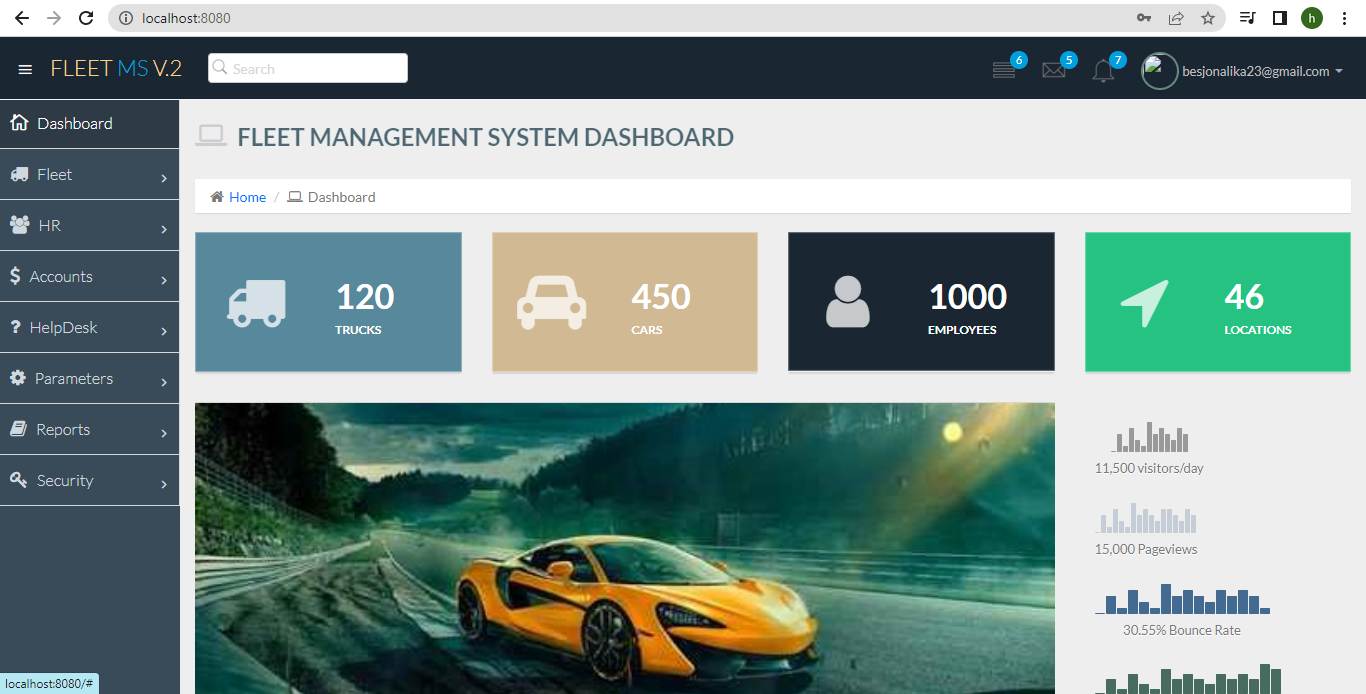 localhost:8080
h
FLEET MS V.2
Search
6
5
7
besjonalika23@gmail.com
Dashboard
Fleet
HR
$ Accounts
? HelpDesk
Parameters
Reports
Security
FLEET MANAGEMENT SYSTEM DASHBOARD
Home / Dashboard
120
TRUCKS
450
CARS
1000
EMPLOYEES
46
LOCATIONS
11,500 visitors/day
15,000 Pageviews
30.55% Bounce Rate
localhost:8080/#